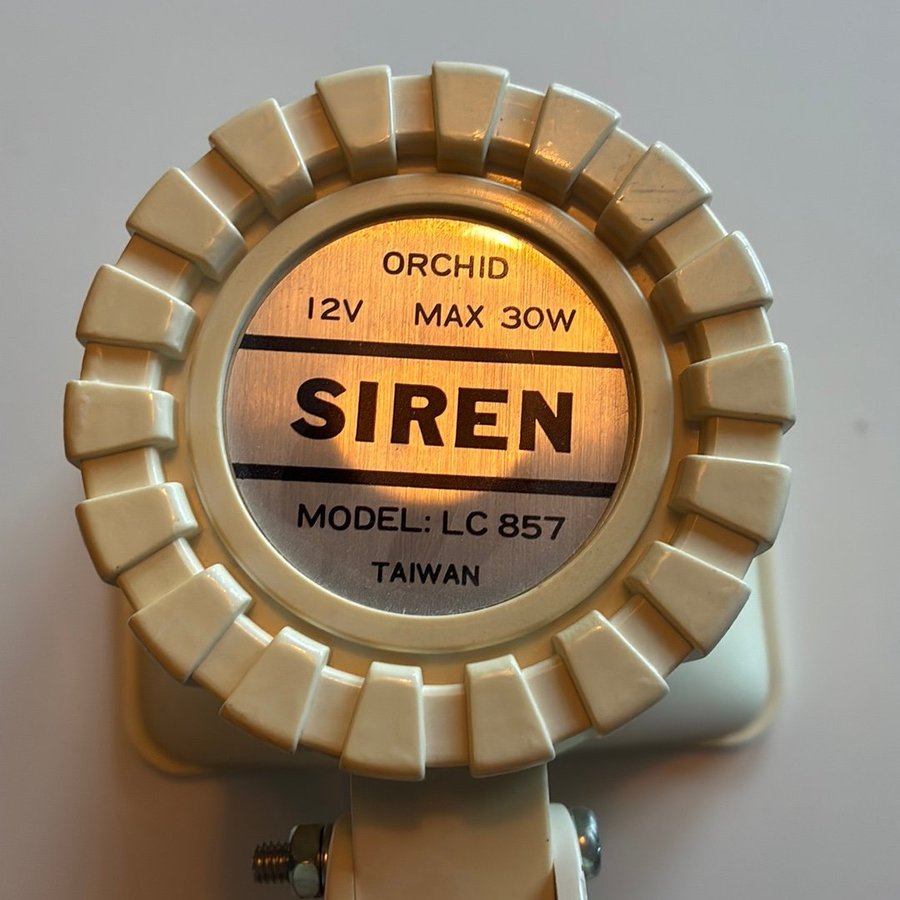 ORCHID
12V MAX 30W
SIREN
MODEL: LC 857
TAIWAN